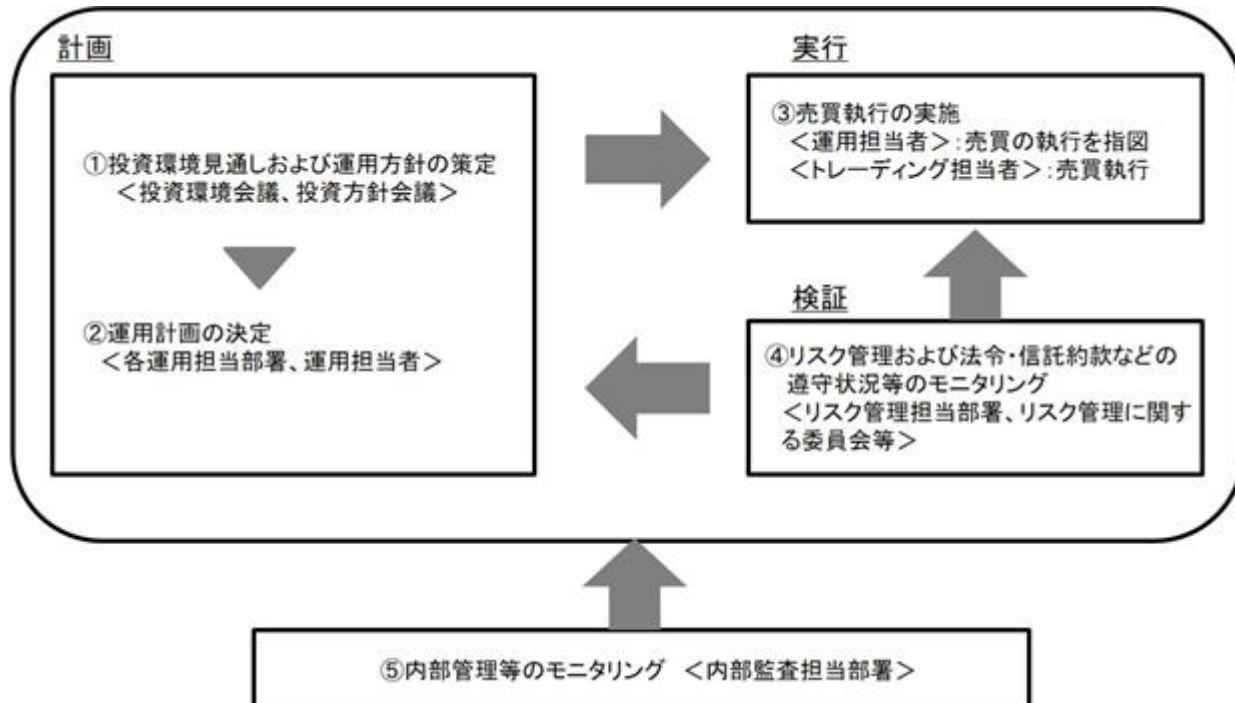 計画
①投資環境見通しおよび運用方針の策定
＜投資環境会議、投資方針会議＞
②運用計画の決定
＜各運用担当部署、運用担当者＞
実行
③売買執行の実施
＜運用担当者＞：売買の執行を指図
＜トレーディング担当者＞：売買執行
検証
④リスク管理および法令・信託約款などの
遵守状況等のモニタリング
＜リスク管理担当部署、リスク管理に関す
る委員会等＞
⑤内部管理等のモニタリング ＜内部監査担当部署＞